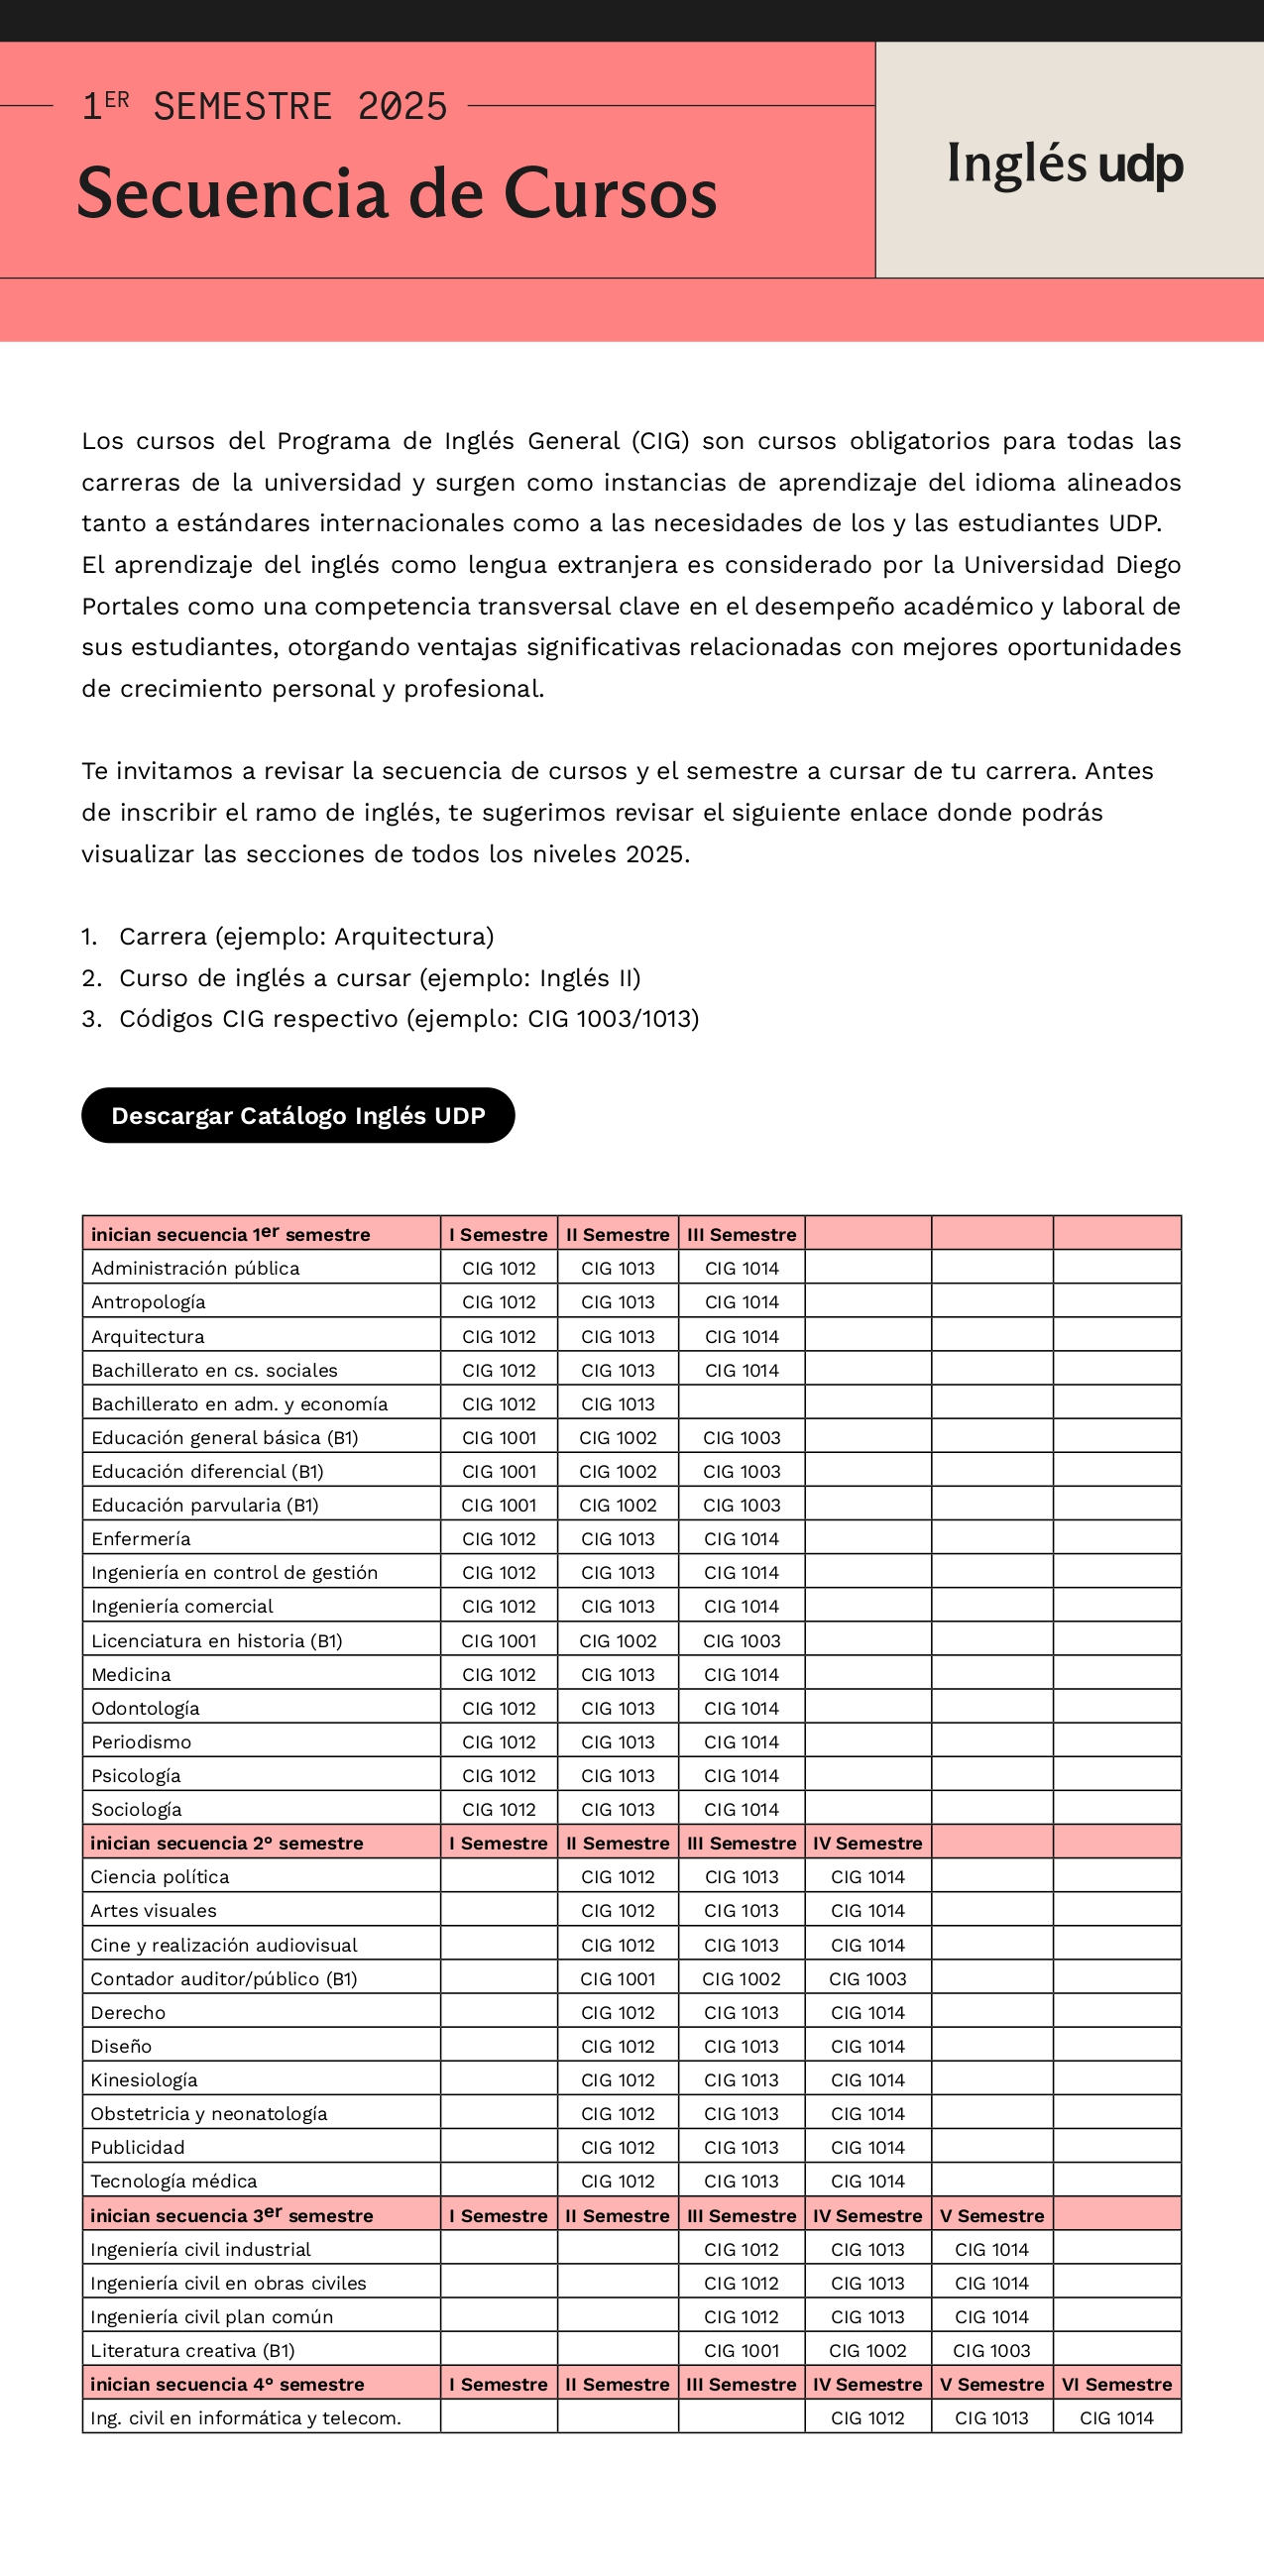 1ER SEMESTRE 2025
Secuencia de Cursos
Inglés udp
Los cursos del Programa de Inglés General (CIG) son cursos obligatorios para todas las
carreras de la universidad y surgen como instancias de aprendizaje del idioma alineados
tanto a estándares internacionales como a las necesidades de los y las estudiantes UDP.
El aprendizaje del inglés como lengua extranjera es considerado por la Universidad Diego
Portales como una competencia transversal clave en el desempeño académico y laboral de
sus estudiantes, otorgando ventajas significativas relacionadas con mejores oportunidades
de crecimiento personal y profesional.
Te invitamos a revisar la secuencia de cursos y el semestre a cursar de tu carrera. Antes
de inscribir el ramo de inglés, te sugerimos revisar el siguiente enlace donde podrás
visualizar las secciones de todos los niveles 2025.
1. Carrera (ejemplo: Arquitectura)
2. Curso de inglés a cursar (ejemplo: Inglés II)
3. Códigos CIG respectivo (ejemplo: CIG 1003/1013)
Descargar Catálogo Inglés UDP
inician secuencia 1er semestre I Semestre II Semestre III Semestre
Administración pública CIG 1012 CIG 1013 CIG 1014
Antropología CIG 1012 CIG 1013 CIG 1014
Arquitectura CIG 1012 CIG 1013 CIG 1014
Bachillerato en cs. sociales CIG 1012 CIG 1013 CIG 1014
Bachillerato en adm. y economía CIG 1012 CIG 1013
Educación general básica (B1) CIG 1001 CIG 1002 CIG 1003
Educación diferencial (B1) CIG 1001 CIG 1002 CIG 1003
Educación parvularia (B1) CIG 1001 CIG 1002 CIG 1003
Enfermería CIG 1012 CIG 1013 CIG 1014
Ingeniería en control de gestión CIG 1012 CIG 1013 CIG 1014
Ingeniería comercial CIG 1012 CIG 1013 CIG 1014
Licenciatura en historia (B1) CIG 1001 CIG 1002 CIG 1003
Medicina CIG 1012 CIG 1013 CIG 1014
Odontología CIG 1012 CIG 1013 CIG 1014
Periodismo CIG 1012 CIG 1013 CIG 1014
Psicología CIG 1012 CIG 1013 CIG 1014
Sociología CIG 1012 CIG 1013 CIG 1014
inician secuencia 2° semestre I Semestre II Semestre III Semestre IV Semestre
Ciencia política CIG 1012 CIG 1013 CIG 1014
Artes visuales CIG 1012 CIG 1013 CIG 1014
Cine y realización audiovisual CIG 1012 CIG 1013 CIG 1014
Contador auditor/público (B1) CIG 1001 CIG 1002 CIG 1003
Derecho CIG 1012 CIG 1013 CIG 1014
Diseño CIG 1012 CIG 1013 CIG 1014
Kinesiología CIG 1012 CIG 1013 CIG 1014
Obstetricia y neonatología CIG 1012 CIG 1013 CIG 1014
Publicidad CIG 1012 CIG 1013 CIG 1014
Tecnología médica CIG 1012 CIG 1013 CIG 1014
inician secuencia 3er semestre I Semestre II Semestre III Semestre IV Semestre V Semestre
Ingeniería civil industrial CIG 1012 CIG 1013 CIG 1014
Ingeniería civil en obras civiles CIG 1012 CIG 1013 CIG 1014
Ingeniería civil plan común CIG 1012 CIG 1013 CIG 1014
Literatura creativa (B1) CIG 1001 CIG 1002 CIG 1003
inician secuencia 4° semestre I Semestre II Semestre III Semestre IV Semestre V Semestre VI Semestre
Ing. civil en informática y telecom. CIG 1012 CIG 1013 CIG 1014